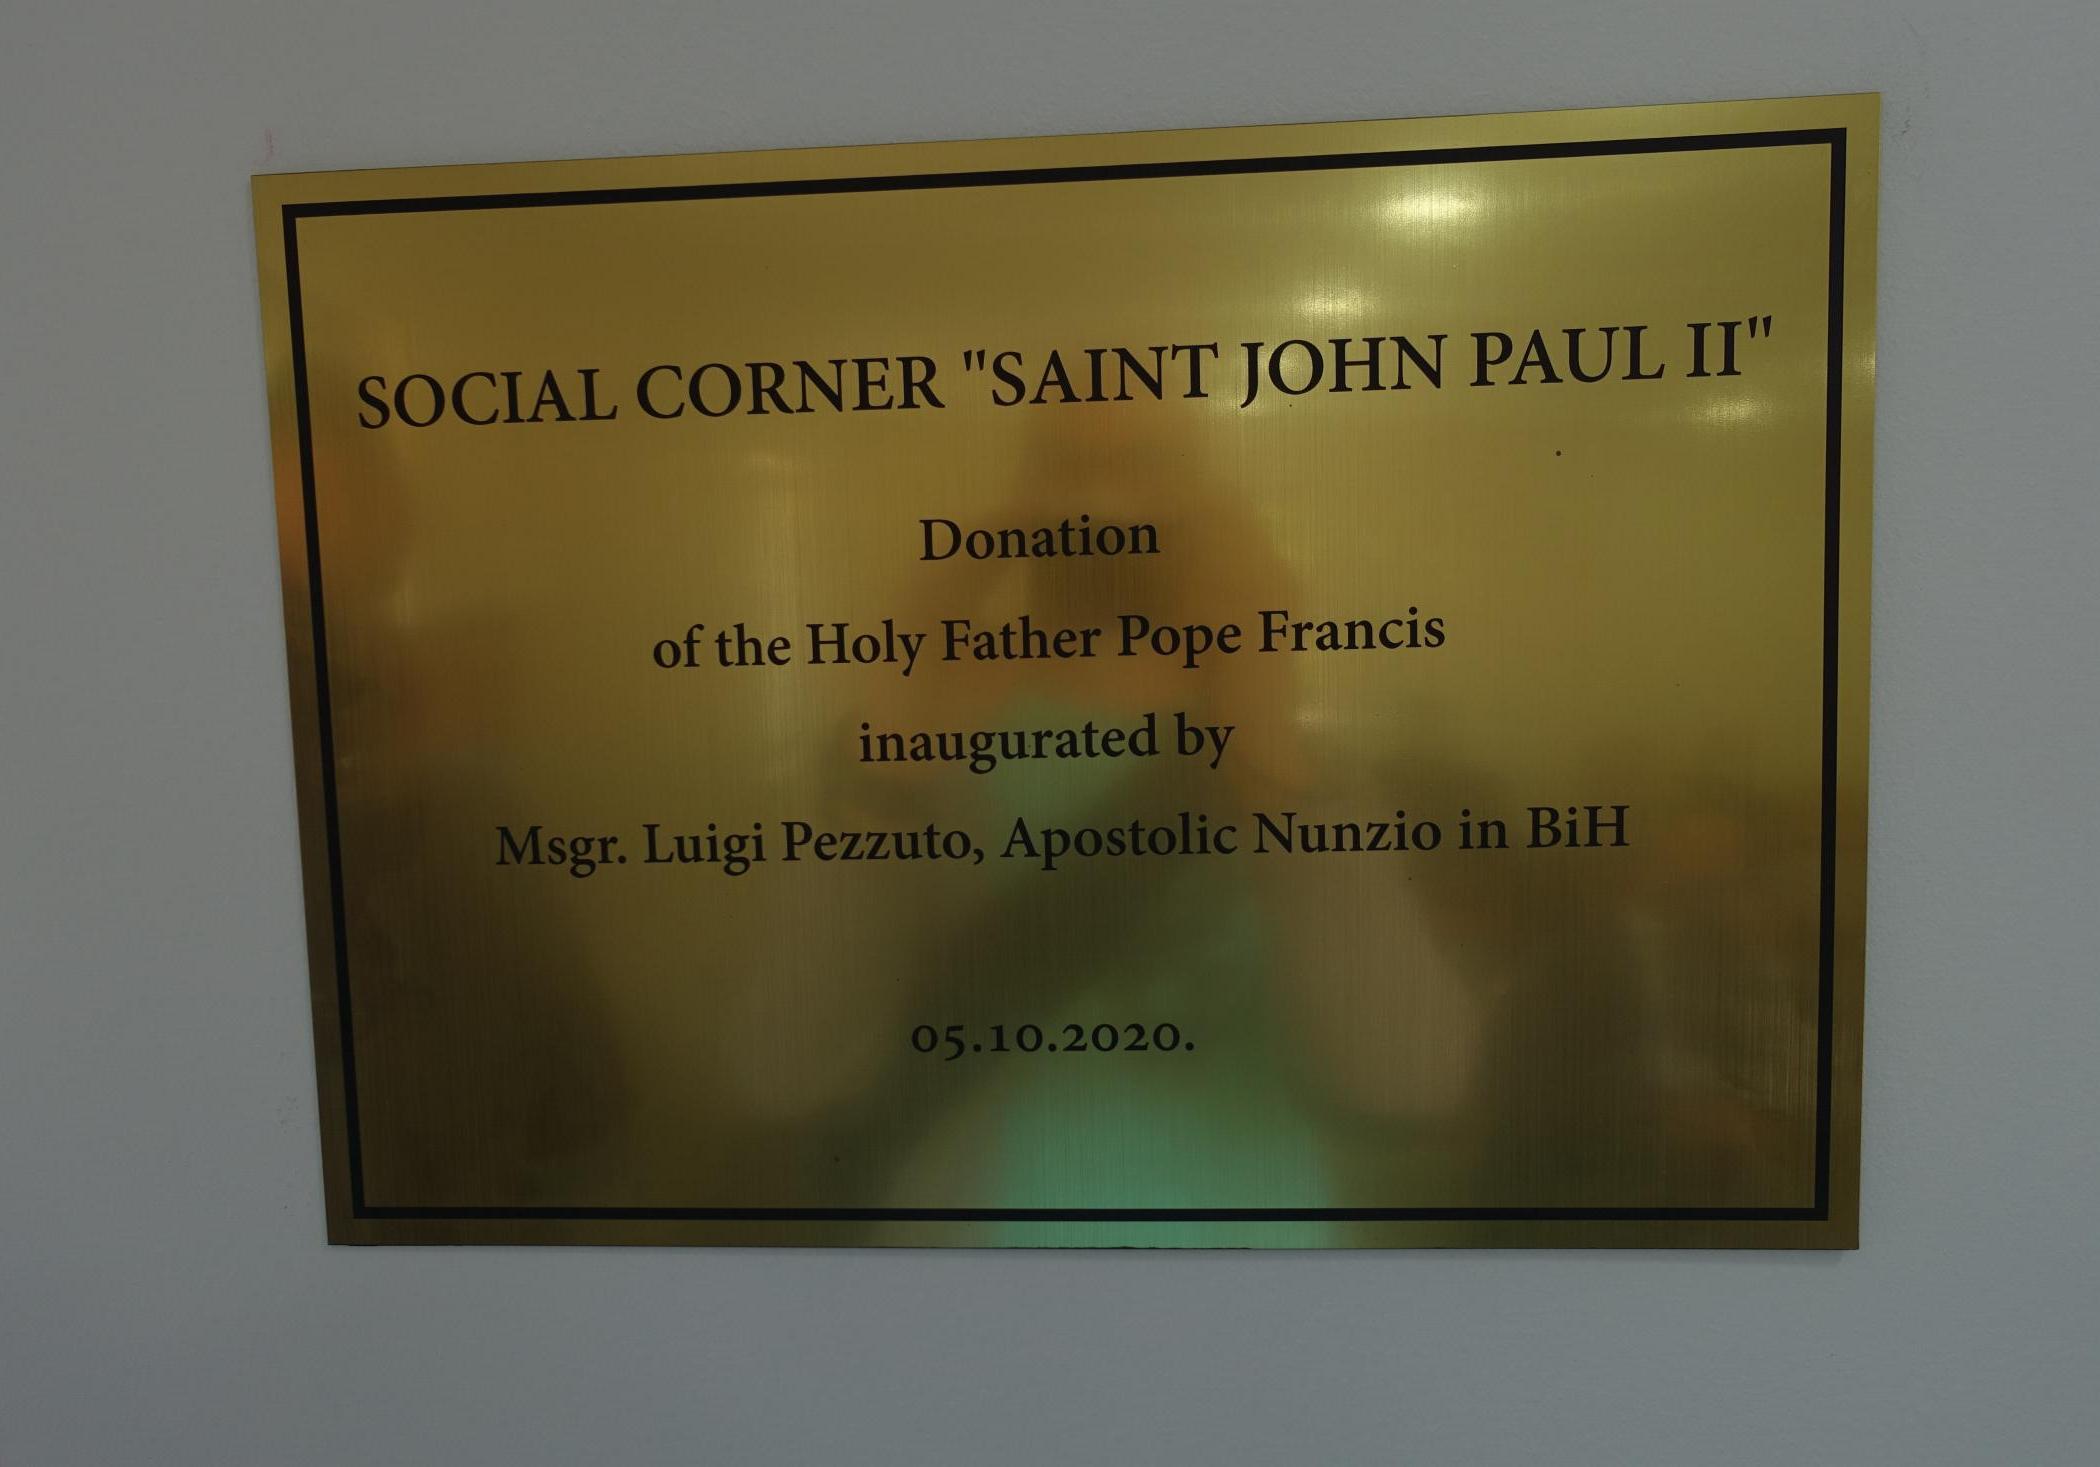 SOCIAL CORNER "SAINT JOHN PAUL II"
Donation
of the Holy Father Pope Francis
inaugurated by
Msgr. Luigi Pezzuto, Apostolic Nunzio in BiH
05.10.2020.